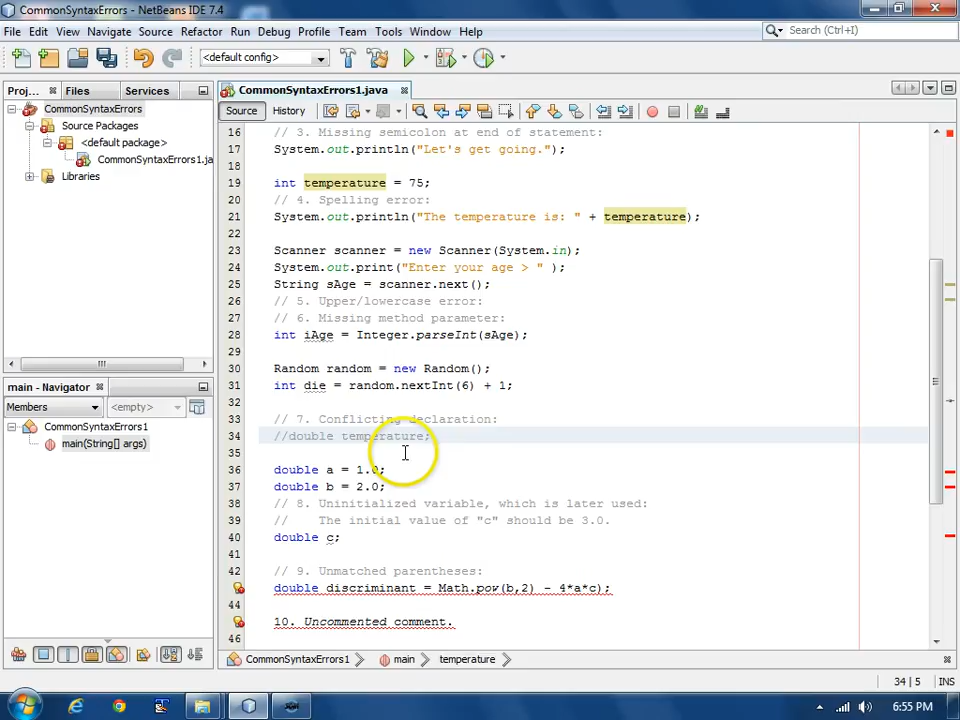 CommonSyntaxErrors - NetBeans IDE 7.4
File Edit View Navigate Source Refactor Run Debug Profile Team Tools Window Help
Search (Ctrl+I)
<default config>
Proj... Files Services
CommonSyntaxErrors1.java
CommonSyntaxErrors
Source Packages
<default package>
CommonSyntaxErrors1.ja
Libraries
Source History
16 // 3. Missing semicolon at end of statement:
17 System.out.println("Let's get going.");
18
19 int temperature = 75;
20 // 4. Spelling error:
21 System.out.println("The temperature is: " + temperature);
22
23 Scanner scanner = new Scanner(System.in);
24 System.out.print("Enter your age > " );
25 String sAge = scanner.next();
26 // 5. Upper/lowercase error:
27 // 6. Missing method parameter:
28 int iAge = Integer.parseInt(sAge);
29
30 Random random = new Random();
31 int die = random.nextInt(6) + 1;
32
33 // 7. Conflicting declaration:
34 //double temperature;
35
36 double a = 1.0;
37 double b = 2.0;
38 // 8. Uninitialized variable, which is later used:
39 //    The initial value of "c" should be 3.0.
40 double c;
41
42 // 9. Unmatched parentheses:
double discriminant = Math.pov(b,2) - 4*a*c);
44
10. Uncommented comment.
46
main - Navigator
Members <empty>
CommonSyntaxErrors1
main(String[] args)
CommonSyntaxErrors1 main temperature
34 | 5 INS
6:55 PM